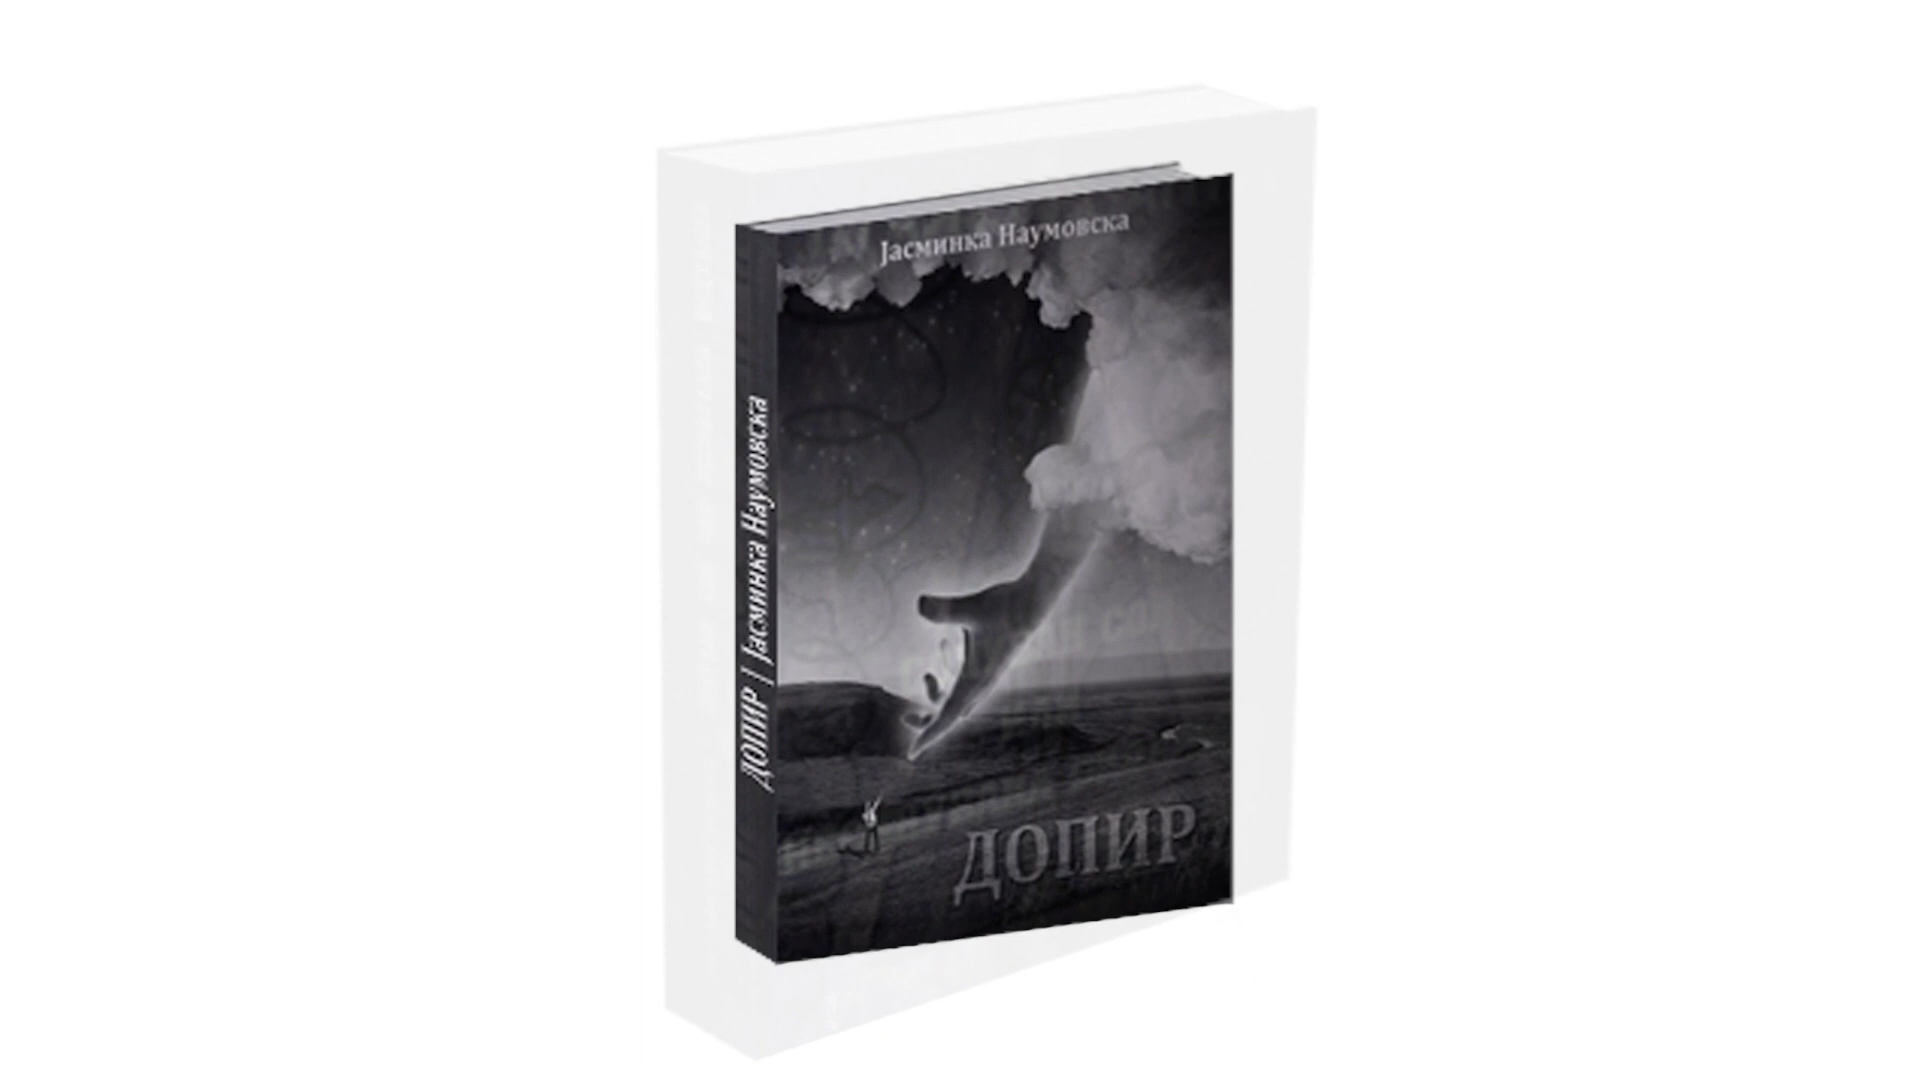 Јасминка Наумовска
ДОПИР | Јасминка Наумовска
ДОПИР